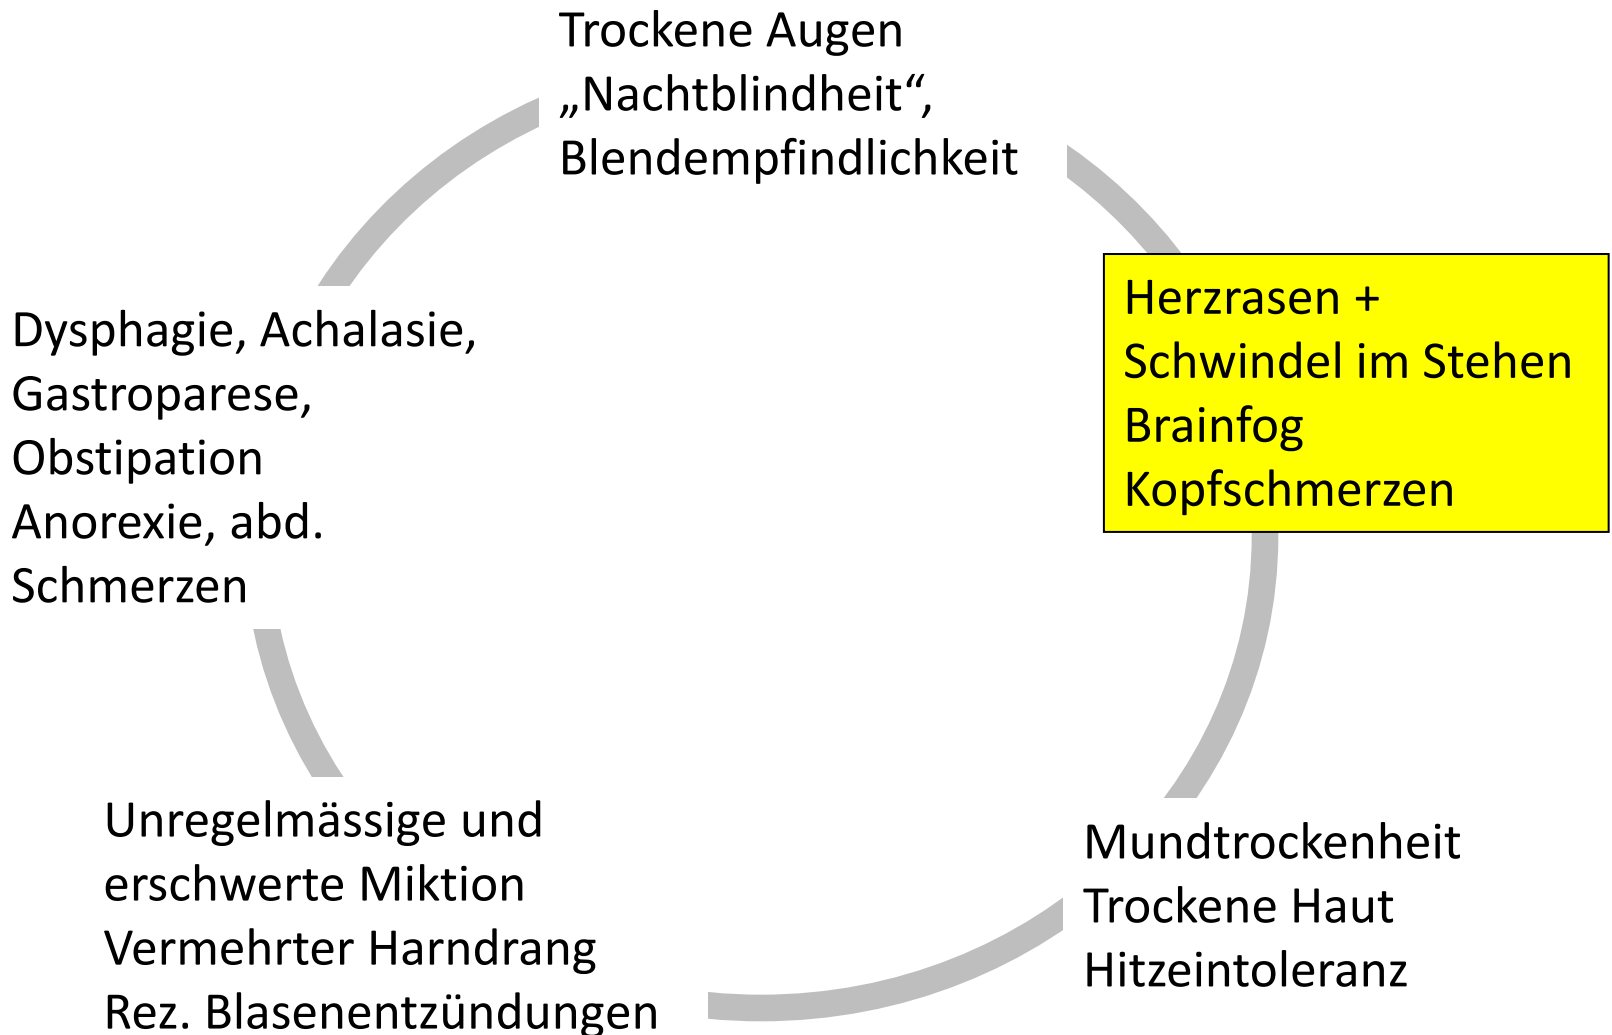 Trockene Augen
„Nachtblindheit“,
Blendempfindlichkeit
Herzrasen +
Schwindel im Stehen
Brainfog
Kopfschmerzen
Dysphagie, Achalasie,
Gastroparese,
Obstipation
Anorexie, abd.
Schmerzen
Unregelmässige und
erschwerte Miktion
Vermehrter Harndrang
Rez. Blasenentzündungen
Mundtrockenheit
Trockene Haut
Hitzeintoleranz